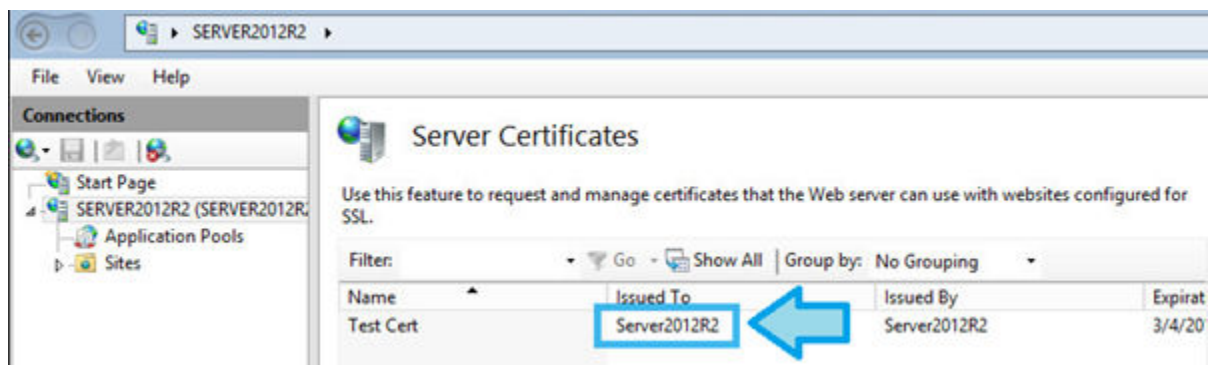 SERVER2012R2
File View Help
Connections
Start Page
SERVER2012R2 (SERVER2012R
Application Pools
Sites
Server Certificates
Use this feature to request and manage certificates that the Web server can use with websites configured for
SSL.
Filter: Go Show All Group by: No Grouping
Name Issued To Issued By Expirat
Test Cert Server2012R2 Server2012R2 3/4/20